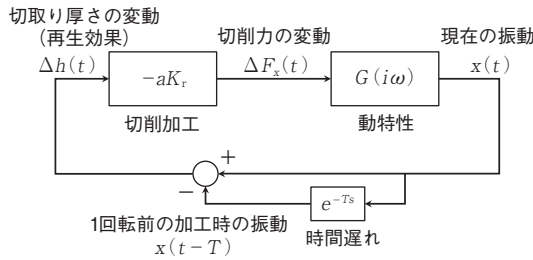 切取り厚さの変動
(再生効果)
Δh(t)
切削力の変動
ΔF_x(t)
現在の振動
x(t)
−aK_r
G(iω)
切削加工
動特性
+
−
e^{−Ts}
1回転前の加工時の振動
x(t−T)
時間遅れ